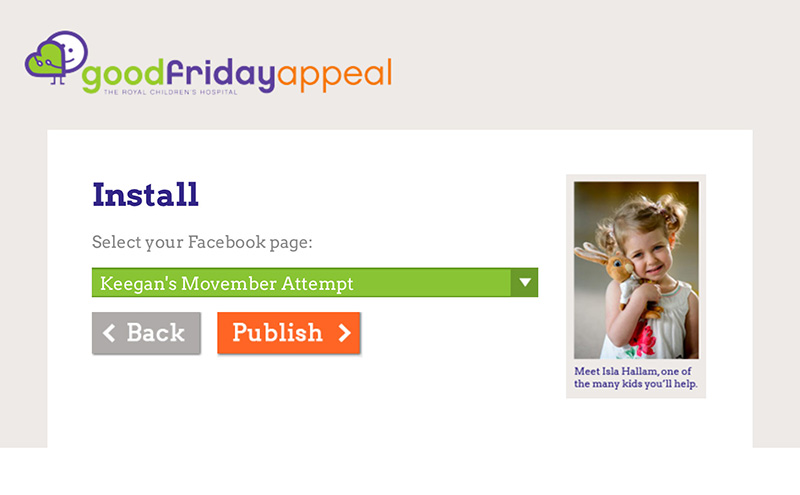 goodfridayappeal
THE ROYAL CHILDREN'S HOSPITAL
Install
Select your Facebook page:
Keegan's Movember Attempt
Back
Publish
Meet Isla Hallam, one of
the many kids you'll help.